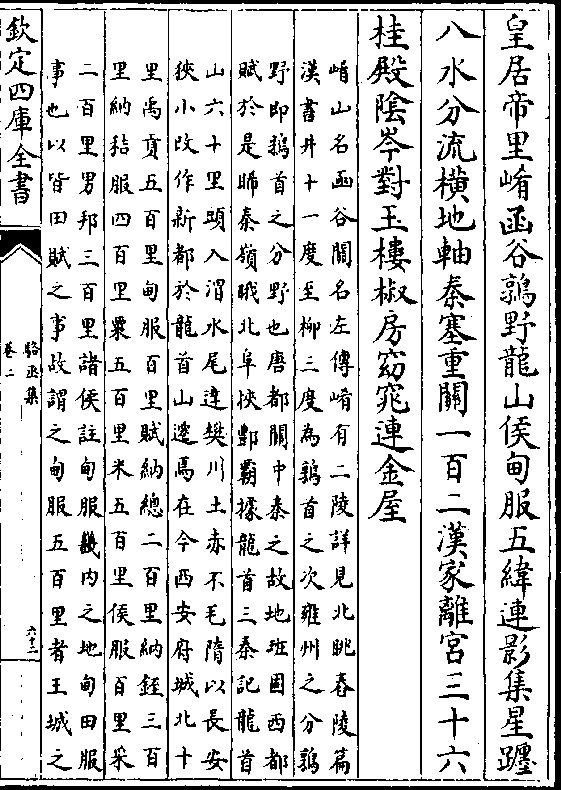 皇居帝里崤函谷鶉野龍山侯甸服五緯連影集星躔
八水分流橫地軸秦塞重關一百二漢家離宮三十六
桂殿陰岑對玉樓椒房窈窕連金屋
崤山名函谷關名左傳崤有二陵詳見北眺舂陵篇
漢書井十一度至柳三度為鶉首之次雍州之分鶉
野即鶉首之分野也唐都關中秦之故地班固西都
賦於是睎秦嶺睋北阜挾酆霸據龍首三秦記龍首
山六十里頭入渭水尾達樊川土赤不毛隋以長安
狹小改作新都於龍首山邊焉在今西安府城北十
里禹貢五百里甸服百里賦納總二百里納銍三百
里納秸服四百里粟五百里米五百里侯服百里采
二百里男邦三百里諸侯註甸服畿内之地甸田服
事也以皆田賦之事故謂之甸服五百里者王城之
欽定四庫全書
駱丞集
卷二
六十三